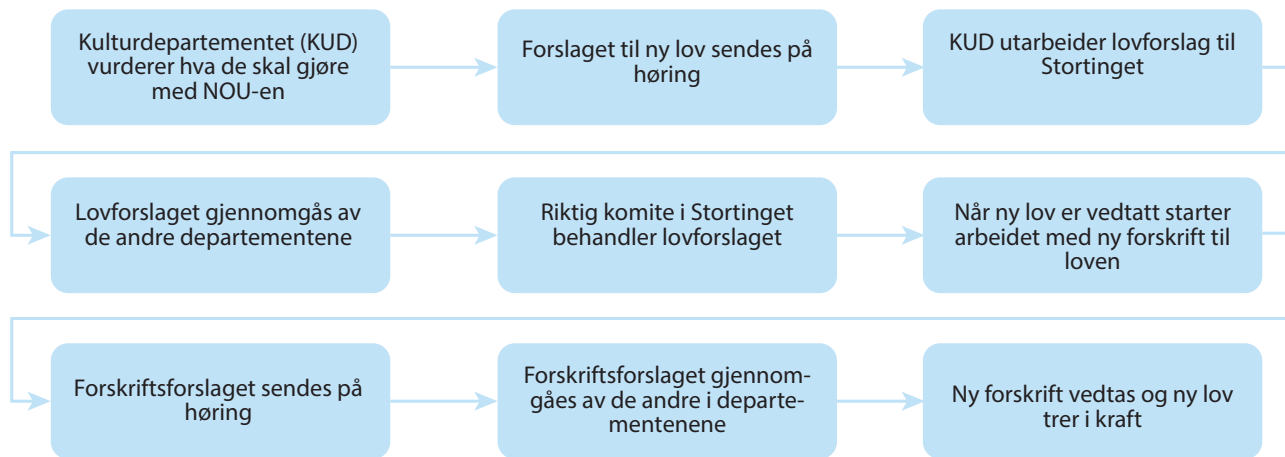 Kulturdepartementet (KUD)
vurderer hva de skal gjøre
med NOU-en
Forslaget til ny lov sendes på
høring
KUD utarbeider lovforslag til
Stortinget
Lovforslaget gjennomgås av
de andre departementene
Riktig komite i Stortinget
behandler lovforslaget
Når ny lov er vedtatt starter
arbeidet med ny forskrift til
loven
Forskriftsforslaget sendes på
høring
Forskriftsforslaget gjennom-
gåes av de andre i departe-
mentenene
Ny forskrift vedtas og ny lov
trer i kraft